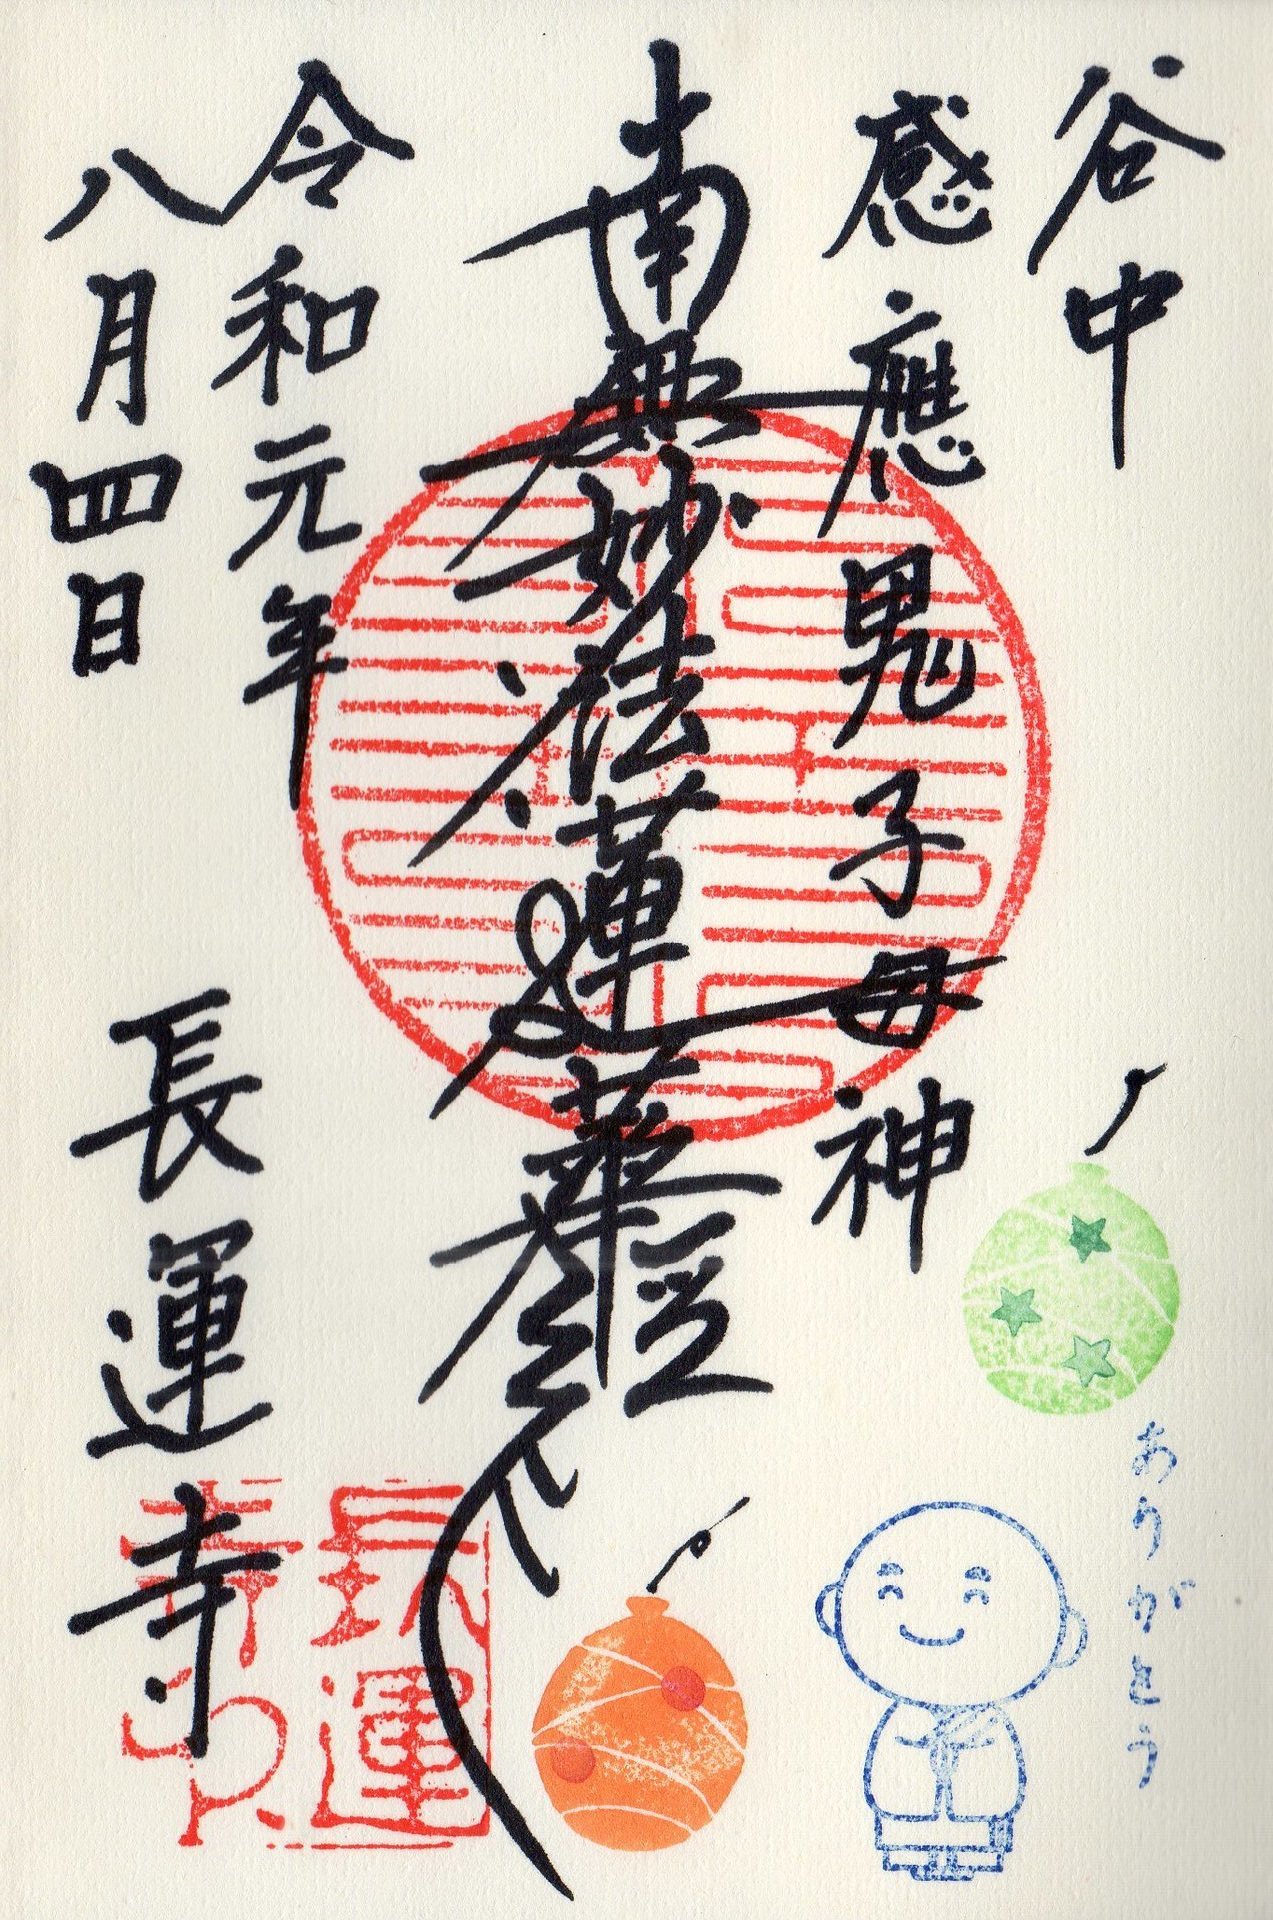 谷中
感應鬼子母神
南無妙法蓮華経
令和元年
八月四日
長運寺
ありがとう
長運
寺印